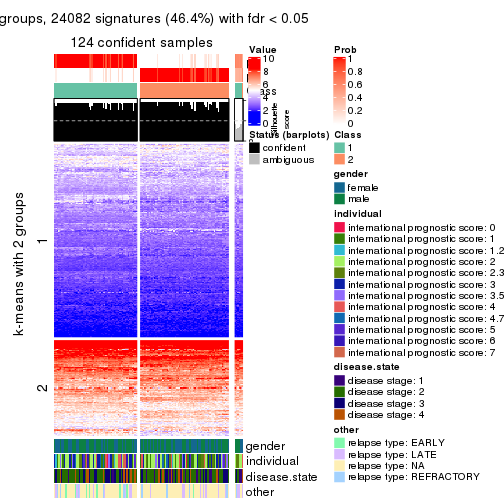 groups, 24082 signatures (46.4%) with fdr < 0.05
124 confident samples
k-means with 2 groups
1
2
Value
10
8
6
4
2
0
Prob
1
0.8
0.6
0.4
0.2
0
Class
Silhouette
score
Status (barplots)
confident
ambiguous
Class
1
2
gender
female
male
individual
international prognostic score: 0
international prognostic score: 1
international prognostic score: 1.2
international prognostic score: 2
international prognostic score: 2.3
international prognostic score: 3
international prognostic score: 3.5
international prognostic score: 4
international prognostic score: 4.7
international prognostic score: 5
international prognostic score: 6
international prognostic score: 7
disease.state
disease stage: 1
disease stage: 2
disease stage: 3
disease stage: 4
other
relapse type: EARLY
relapse type: LATE
relapse type: NA
relapse type: REFRACTORY
gender
individual
disease.state
other